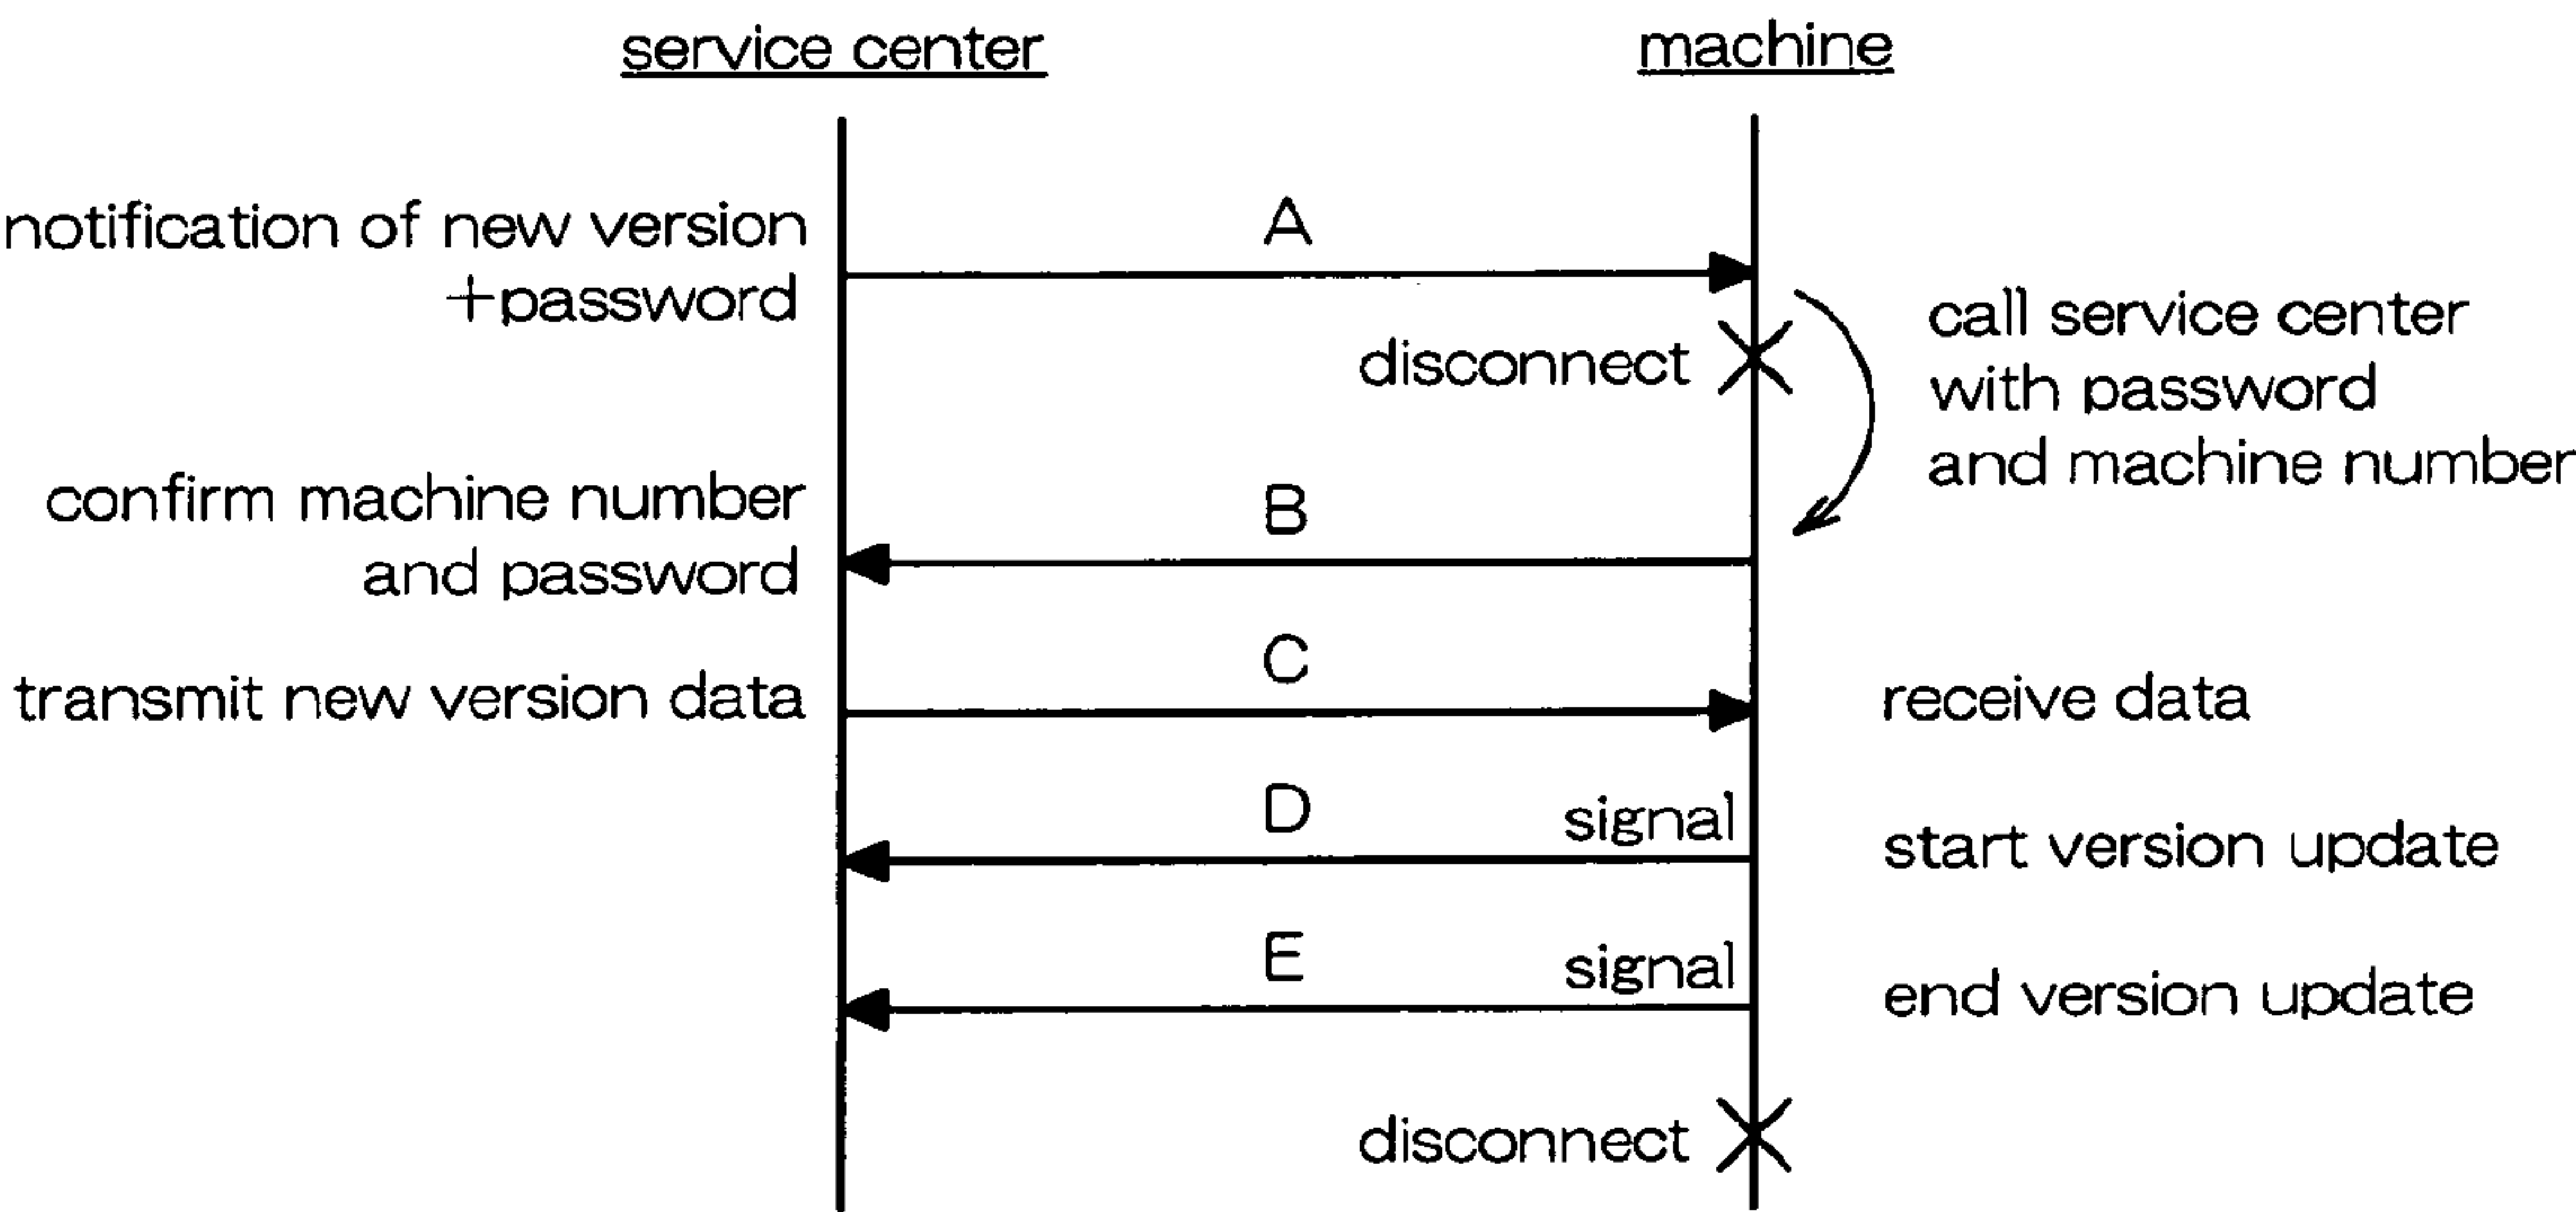 service center
machine
notification of new version
+password
A
disconnect
call service center
with password
and machine number
confirm machine number
and password
B
transmit new version data
C
receive data
D
signal
start version update
E
signal
end version update
disconnect